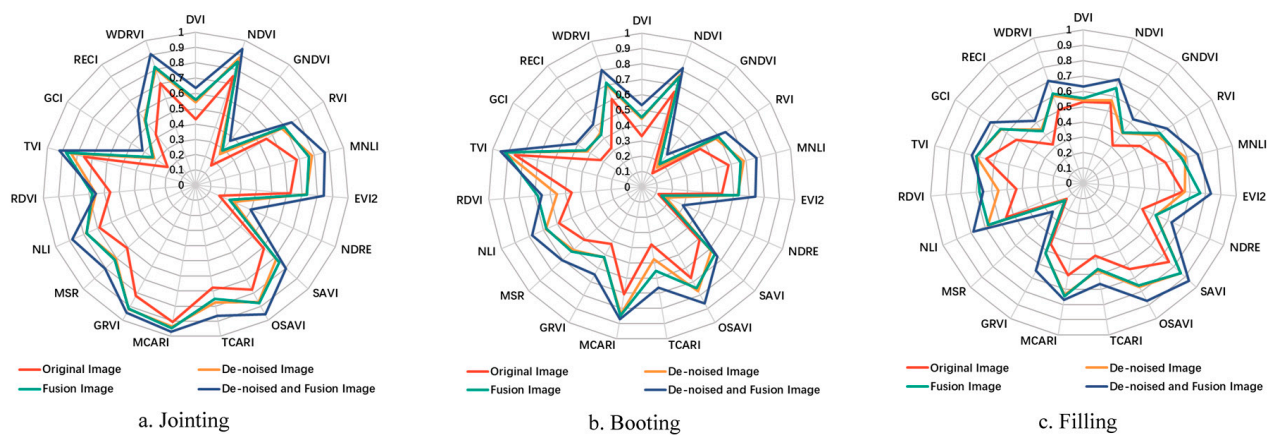 DVI
NDVI
GNDVI
RVI
MNLI
EVI2
NDRE
SAVI
OSAVI
TCARI
MCARI
GRVI
MSR
NLI
RDVI
TVI
GCI
RECI
WDRVI
1
0.9
0.8
0.7
0.6
0.5
0.4
0.3
0.2
0.1
0
Original Image
De-noised Image
Fusion Image
De-noised and Fusion Image
a. Jointing
DVI
NDVI
GNDVI
RVI
MNLI
EVI2
NDRE
SAVI
OSAVI
TCARI
MCARI
GRVI
MSR
NLI
RDVI
TVI
GCI
RECI
WDRVI
1
0.9
0.8
0.7
0.6
0.5
0.4
0.3
0.2
0.1
0
Original Image
De-noised Image
Fusion Image
De-noised and Fusion Image
b. Booting
DVI
NDVI
GNDVI
RVI
MNLI
EVI2
NDRE
SAVI
OSAVI
TCARI
MCARI
GRVI
MSR
NLI
RDVI
TVI
GCI
RECI
WDRVI
1
0.9
0.8
0.7
0.6
0.5
0.4
0.3
0.2
0.1
0
Original Image
De-noised Image
Fusion Image
De-noised and Fusion Image
c. Filling